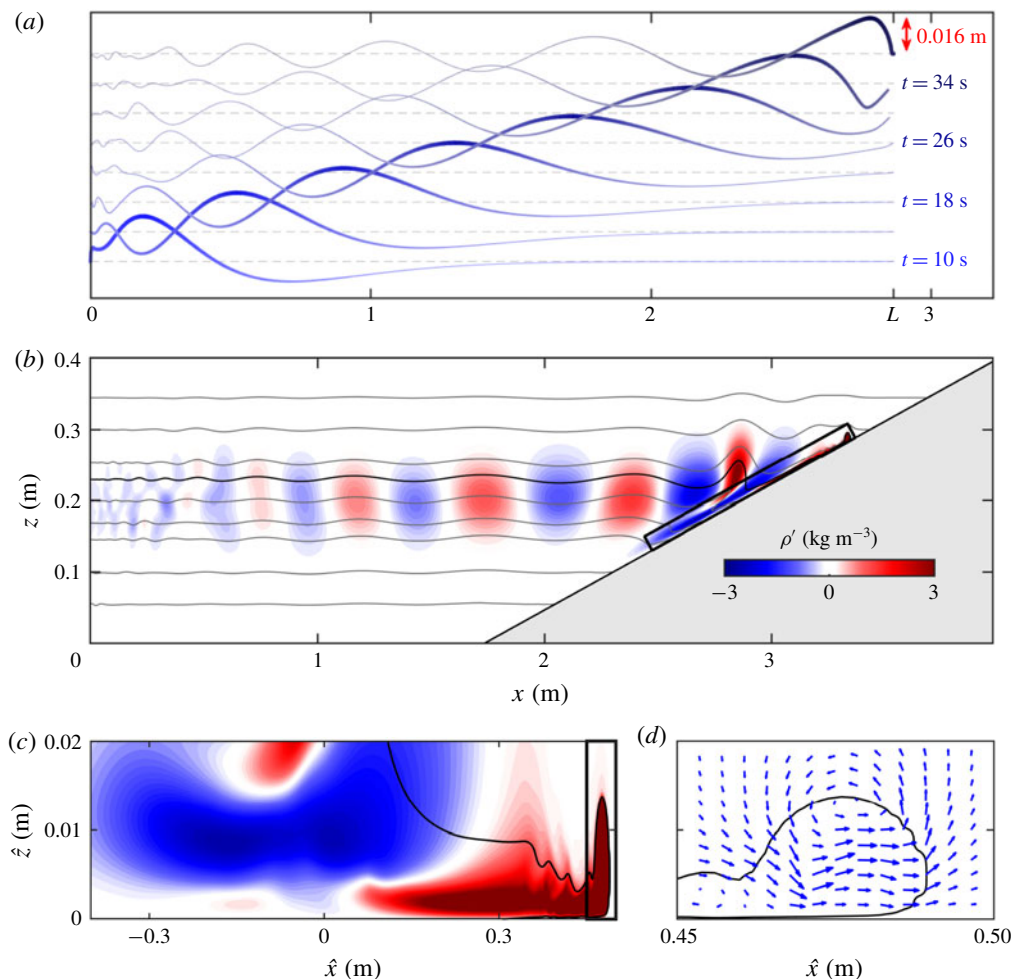 (a)
0.016 m
t = 34 s
t = 26 s
t = 18 s
t = 10 s
0 1 2 L 3
(b)
0.4
0.3
z (m) 0.2
0.1
0 1 2 3
x (m)
ρ′ (kg m−3)
−3 0 3
(c)
0.02
ẑ (m) 0.01
0
−0.3 0 0.3
x̂ (m)
(d)
0.45 0.50
x̂ (m)